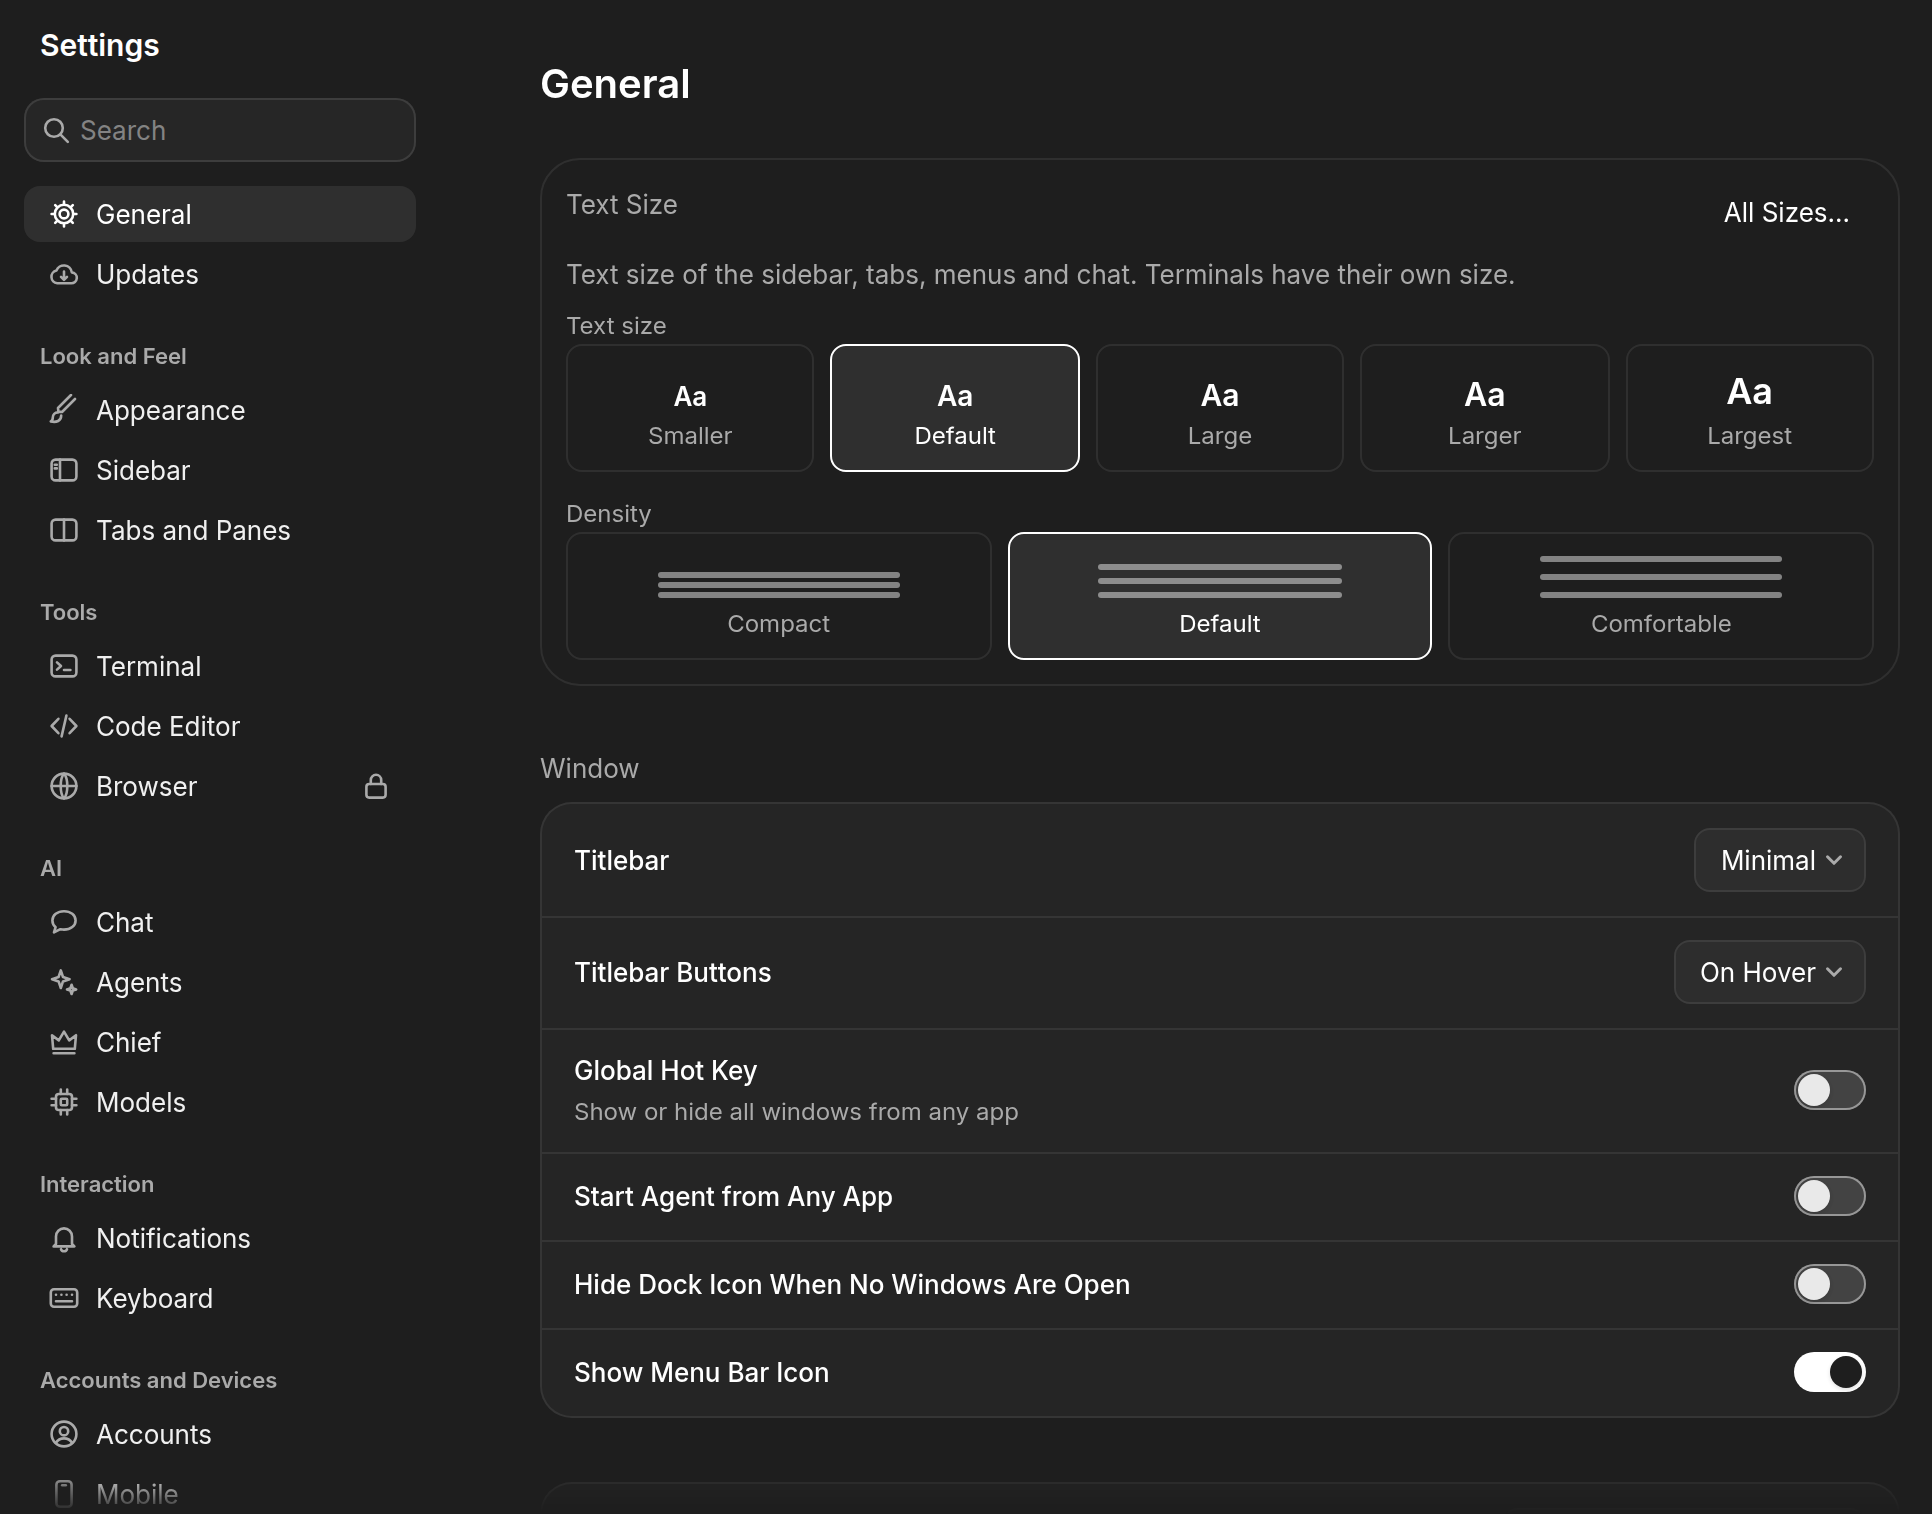 Settings
Search
General
Updates
Look and Feel
Appearance
Sidebar
Tabs and Panes
Tools
Terminal
Code Editor
Browser
AI
Chat
Agents
Chief
Models
Interaction
Notifications
Keyboard
Accounts and Devices
Accounts
Mobile
General
Text Size
All Sizes...
Text size of the sidebar, tabs, menus and chat. Terminals have their own size.
Text size
Aa Aa Aa Aa Aa
Smaller Default Large Larger Largest
Density
Compact Default Comfortable
Window
Titlebar Minimal
Titlebar Buttons On Hover
Global Hot Key
Show or hide all windows from any app
Start Agent from Any App
Hide Dock Icon When No Windows Are Open
Show Menu Bar Icon